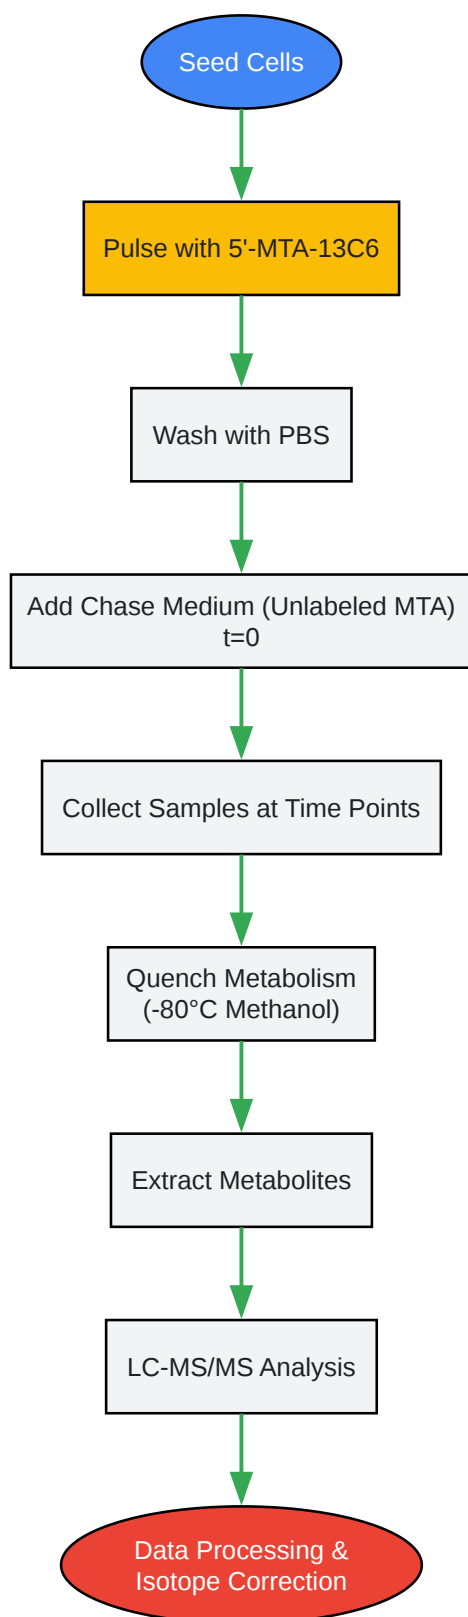 Seed Cells
Pulse with 5'-MTA-13C6
Wash with PBS
Add Chase Medium (Unlabeled MTA)
t=0
Collect Samples at Time Points
Quench Metabolism
(-80°C Methanol)
Extract Metabolites
LC-MS/MS Analysis
Data Processing &
Isotope Correction